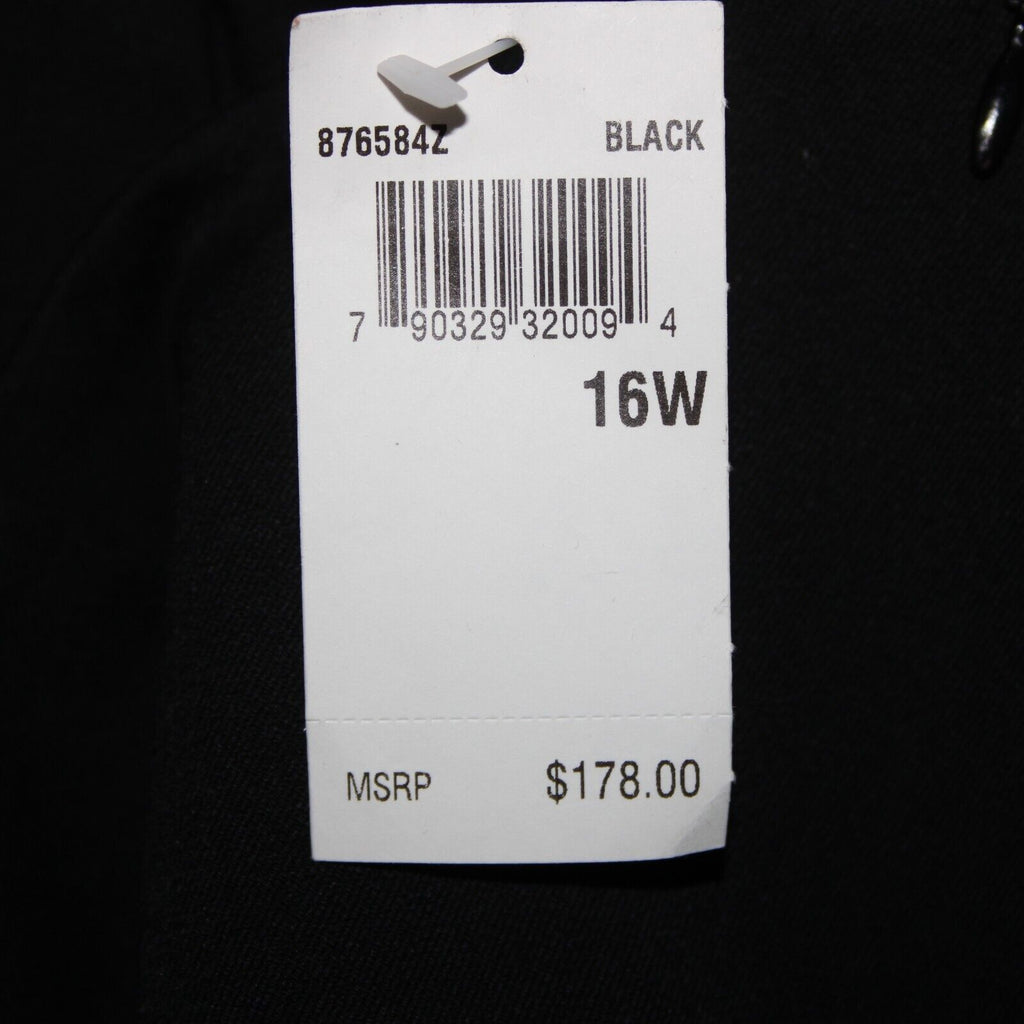 876584Z BLACK
7 90329 32009 4
16W
MSRP $178.00